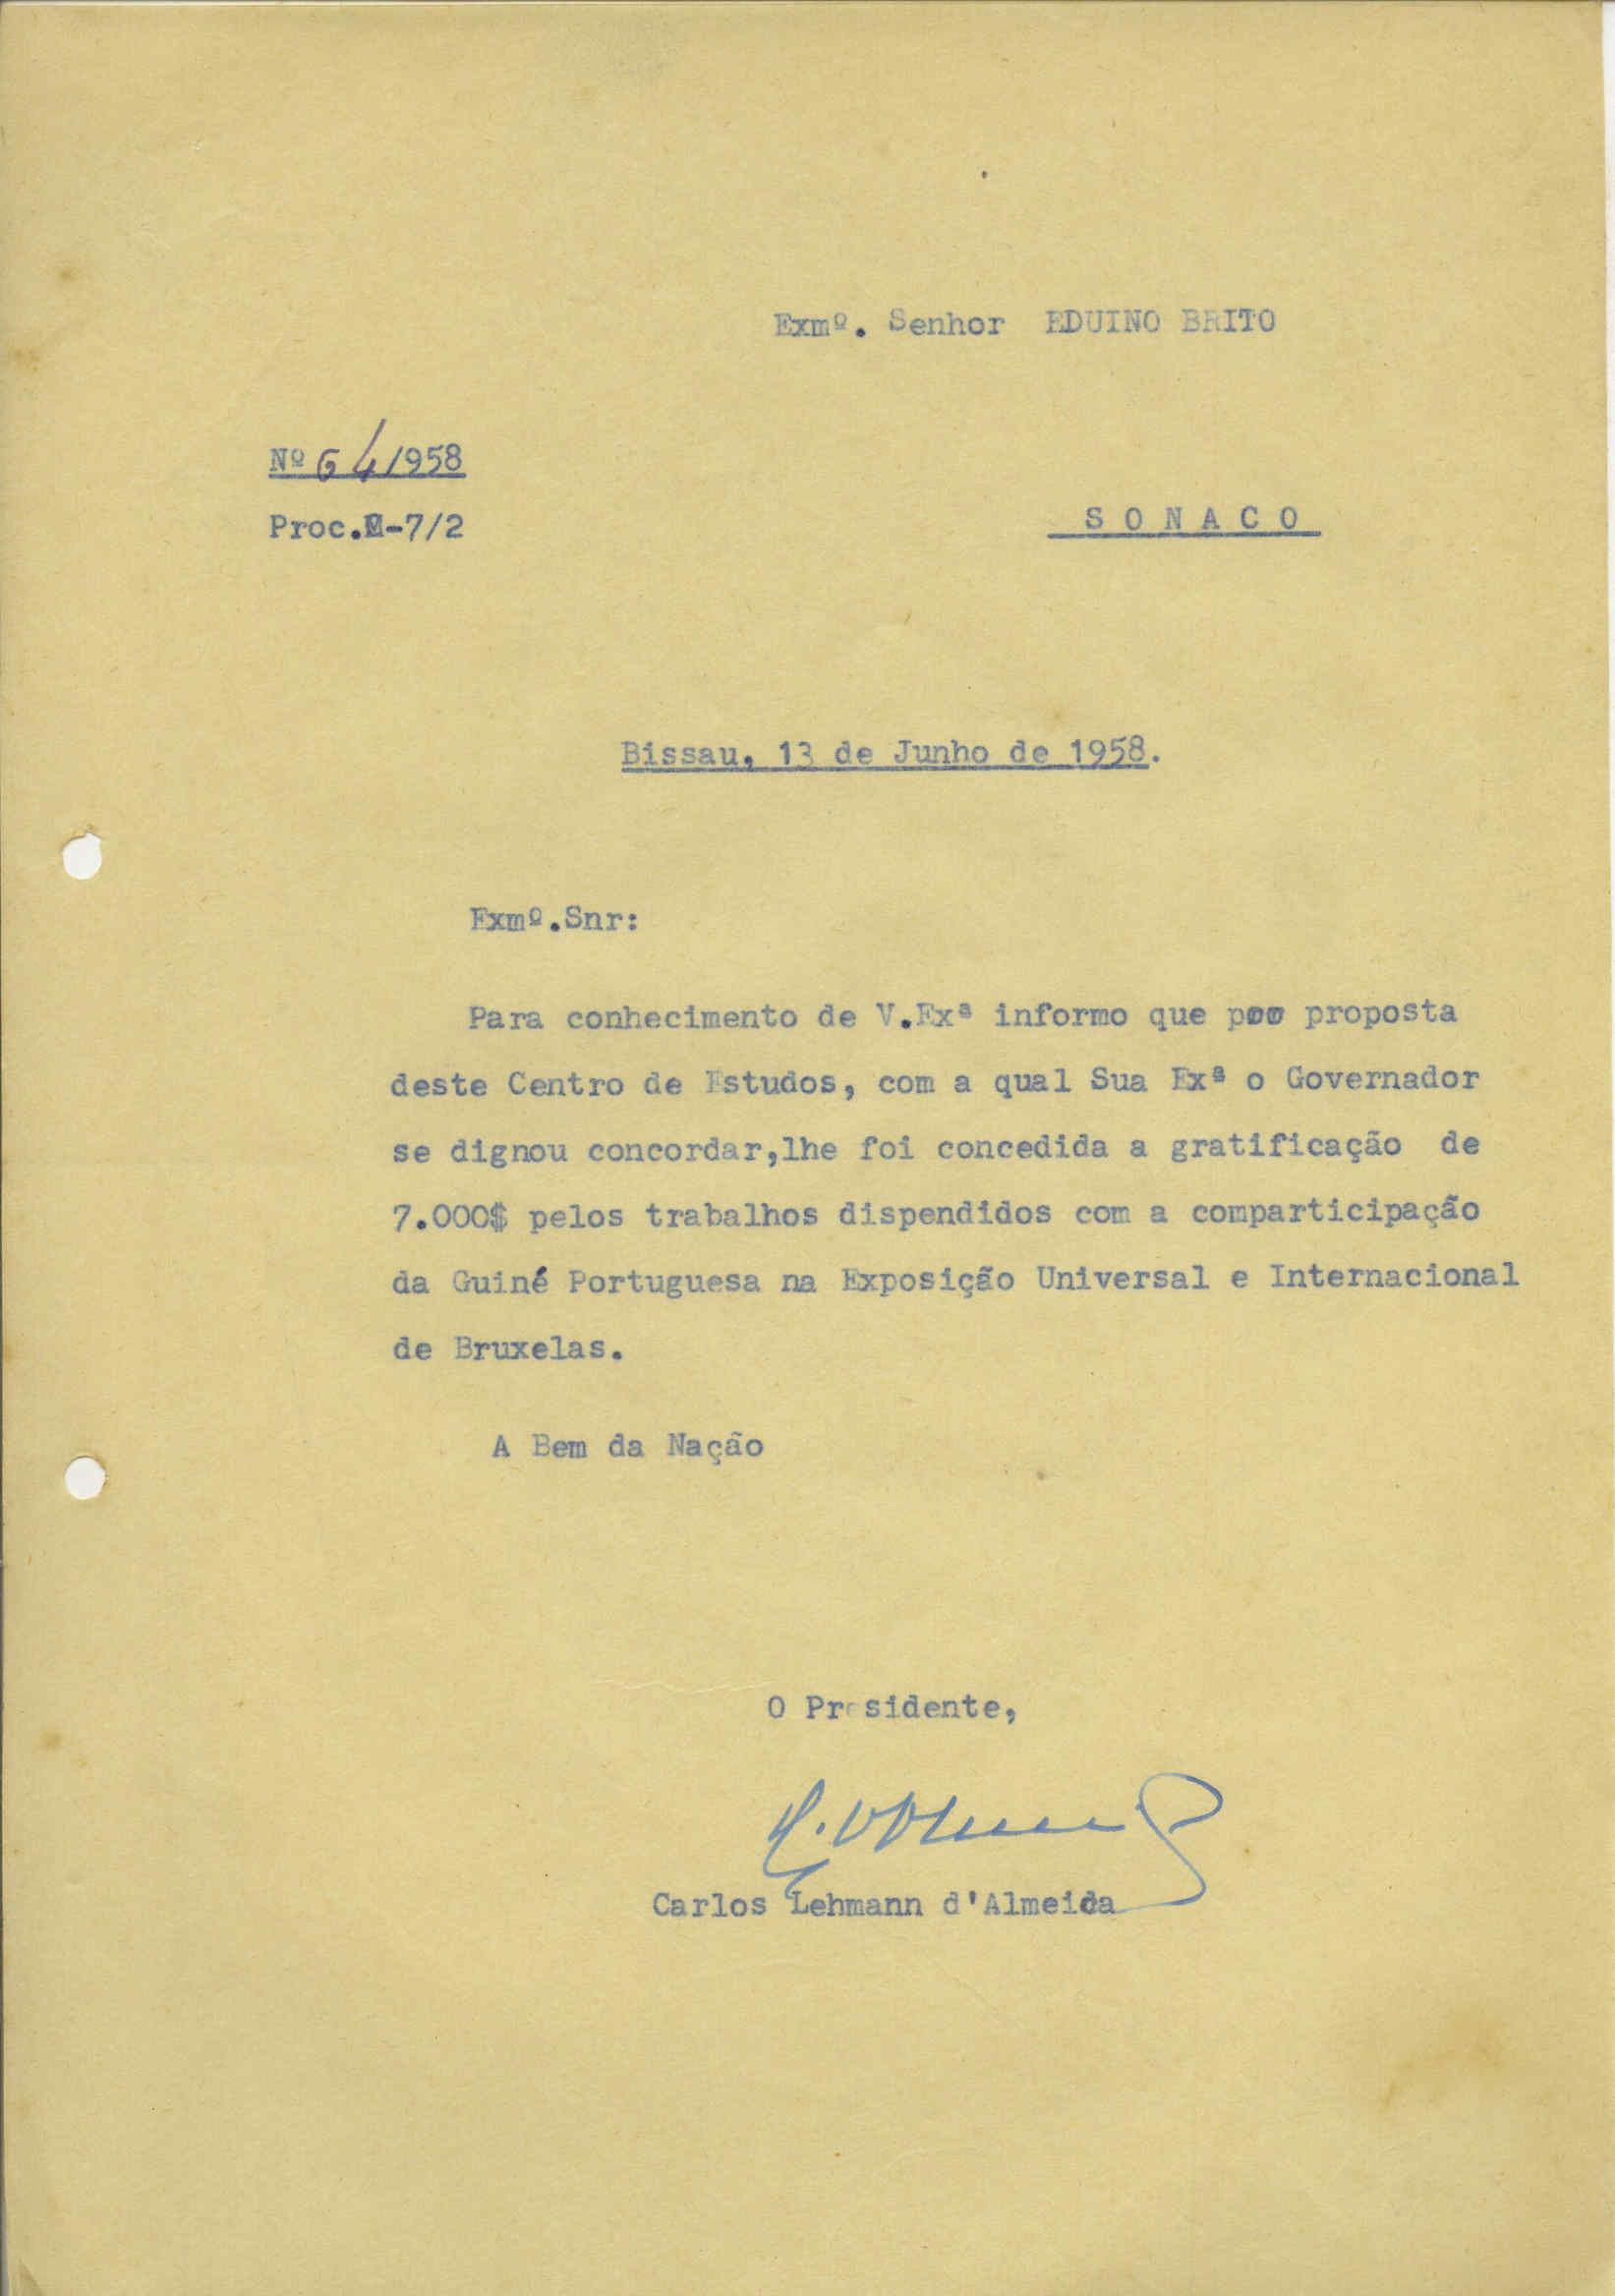 Exmº. Senhor EDUINO BRITO
Nº 64/1958
Proc. -7/2
S O N A C O
Bissau, 13 de Junho de 1958.
Exmº.Snr:
Para conhecimento de V.Exª informo que por proposta
deste Centro de Estudos, com a qual Sua Exª o Governador
se dignou concordar,lhe foi concedida a gratificação de
7.000$ pelos trabalhos dispendidos com a comparticipação
da Guiné Portuguesa na Exposição Universal e Internacional
de Bruxelas.
A Bem da Nação
O Presidente,
Carlos Lehmann d'Almeida